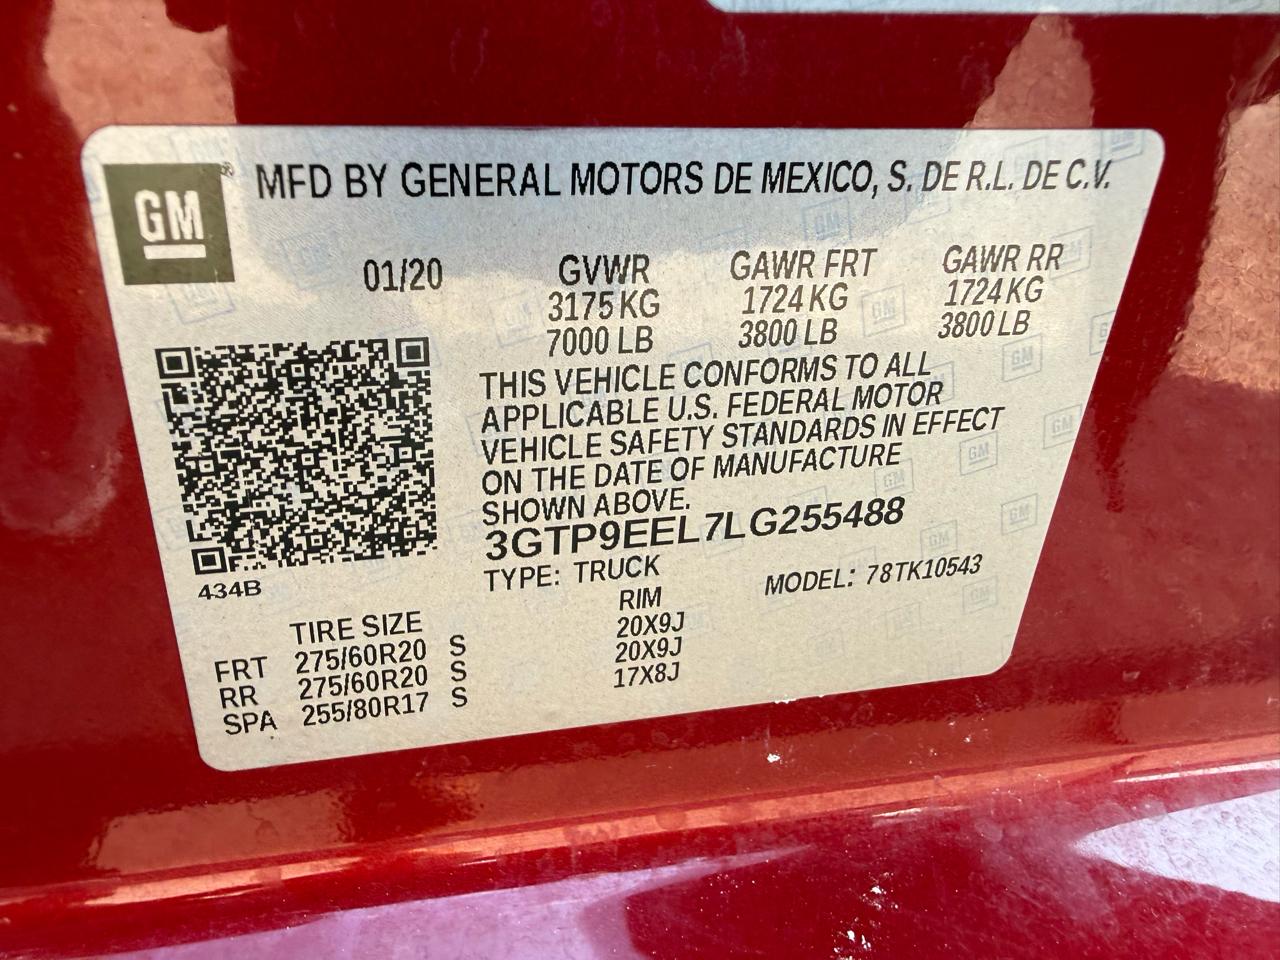 GM ® MFD BY GENERAL MOTORS DE MEXICO, S. DE R.L. DE C.V.
01/20 GVWR GAWR FRT GAWR RR
3175 KG 1724 KG 1724 KG
7000 LB 3800 LB 3800 LB
THIS VEHICLE CONFORMS TO ALL
APPLICABLE U.S. FEDERAL MOTOR
VEHICLE SAFETY STANDARDS IN EFFECT
ON THE DATE OF MANUFACTURE
SHOWN ABOVE.
3GTP9EEL7LG255488
434B
TYPE: TRUCK MODEL: 78TK10543
TIRE SIZE RIM
FRT 275/60R20 S 20X9J
RR 275/60R20 S 20X9J
SPA 255/80R17 S 17X8J